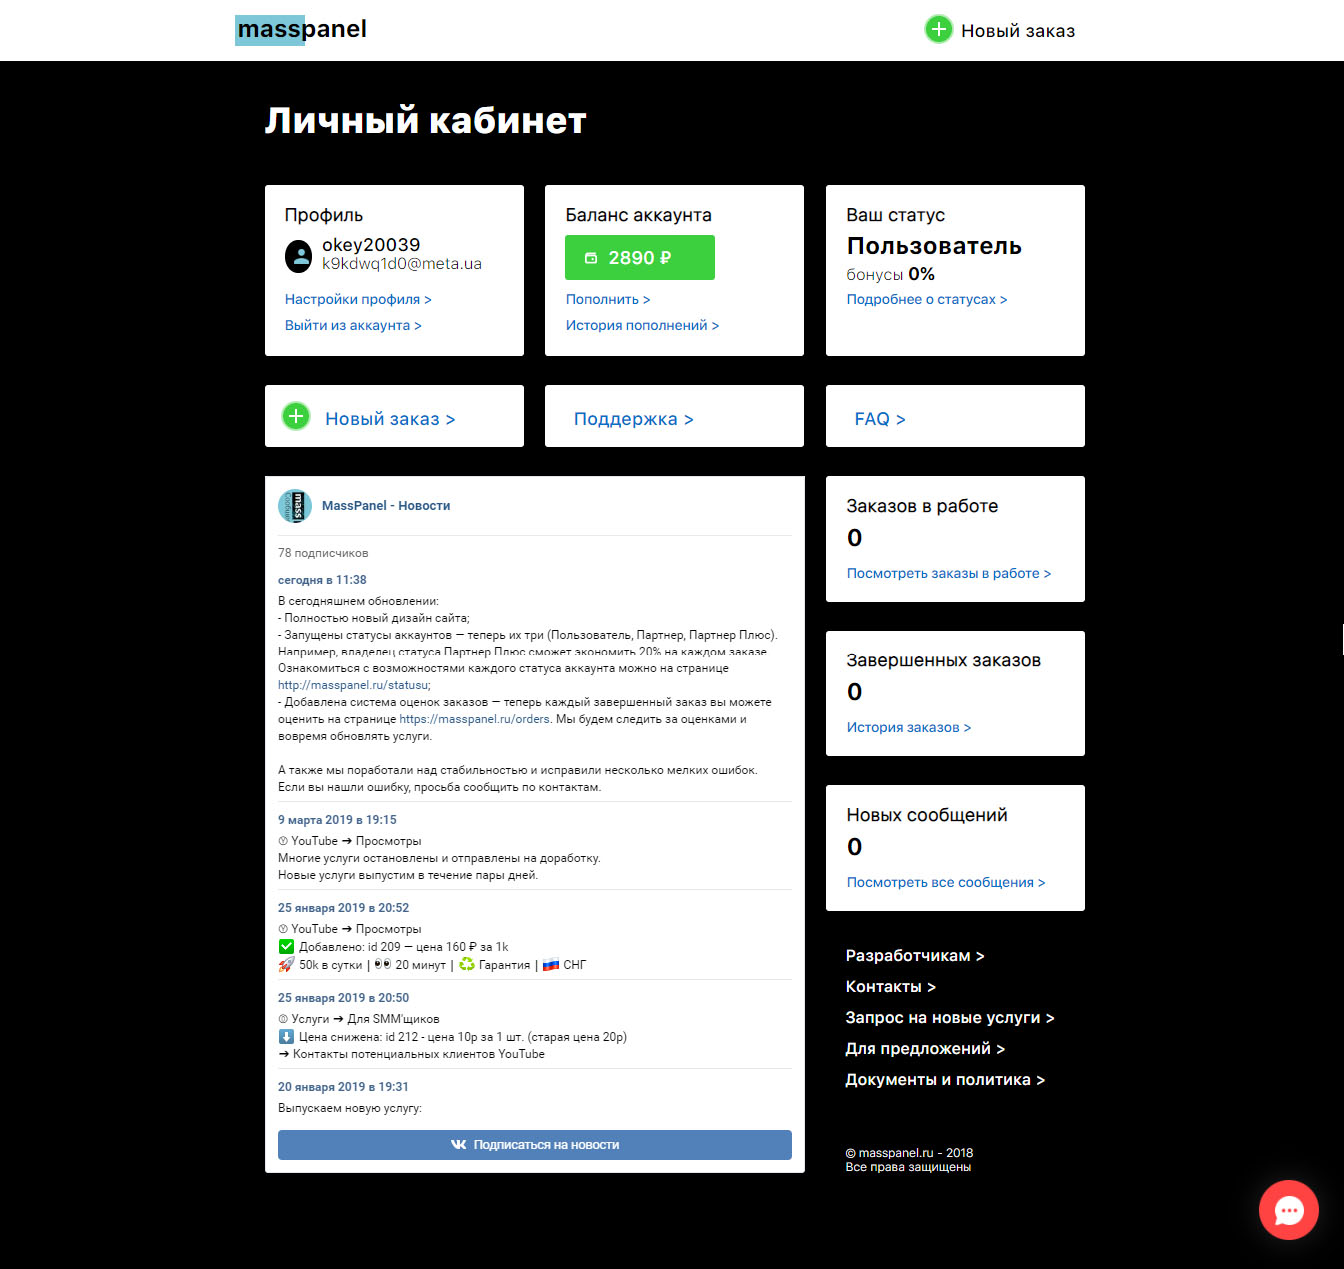 masspanel
Новый заказ
Личный кабинет
Профиль
okey20039
k9kdwq1d0@meta.ua
Настройки профиля >
Выйти из аккаунта >
Баланс аккаунта
2890 ₽
Пополнить >
История пополнений >
Ваш статус
Пользователь
бонусы 0%
Подробнее о статусах >
Новый заказ >
Поддержка >
FAQ >
MassPanel - Новости
78 подписчиков
сегодня в 11:38
В сегодняшнем обновлении:
- Полностью новый дизайн сайта;
- Запущены статусы аккаунтов — теперь их три (Пользователь, Партнер, Партнер Плюс).
Например, владелец статуса Партнер Плюс сможет экономить 20% на каждом заказе
Ознакомиться с возможностями каждого статуса аккаунта можно на странице
http://masspanel.ru/statusu;
- Добавлена система оценок заказов — теперь каждый завершенный заказ вы можете
оценить на странице https://masspanel.ru/orders. Мы будем следить за оценками и
вовремя обновлять услуги.
А также мы поработали над стабильностью и исправили несколько мелких ошибок.
Если вы нашли ошибку, просьба сообщить по контактам.
9 марта 2019 в 19:15
Ⓨ YouTube ➔ Просмотры
Многие услуги остановлены и отправлены на доработку.
Новые услуги выпустим в течение пары дней.
25 января 2019 в 20:52
Ⓨ YouTube ➔ Просмотры
✅ Добавлено: id 209 — цена 160 ₽ за 1k
🚀 50k в сутки | 👀 20 минут | ♻ Гарантия | 🇷🇺 СНГ
25 января 2019 в 20:50
Услуги ➔ Для SMM'щиков
⬇ Цена снижена: id 212 - цена 10р за 1 шт. (старая цена 20р)
➔ Контакты потенциальных клиентов YouTube
20 января 2019 в 19:31
Выпускаем новую услугу:
Подписаться на новости
Заказов в работе
0
Посмотреть заказы в работе >
Завершенных заказов
0
История заказов >
Новых сообщений
0
Посмотреть все сообщения >
Разработчикам >
Контакты >
Запрос на новые услуги >
Для предложений >
Документы и политика >
© masspanel.ru - 2018
Все права защищены